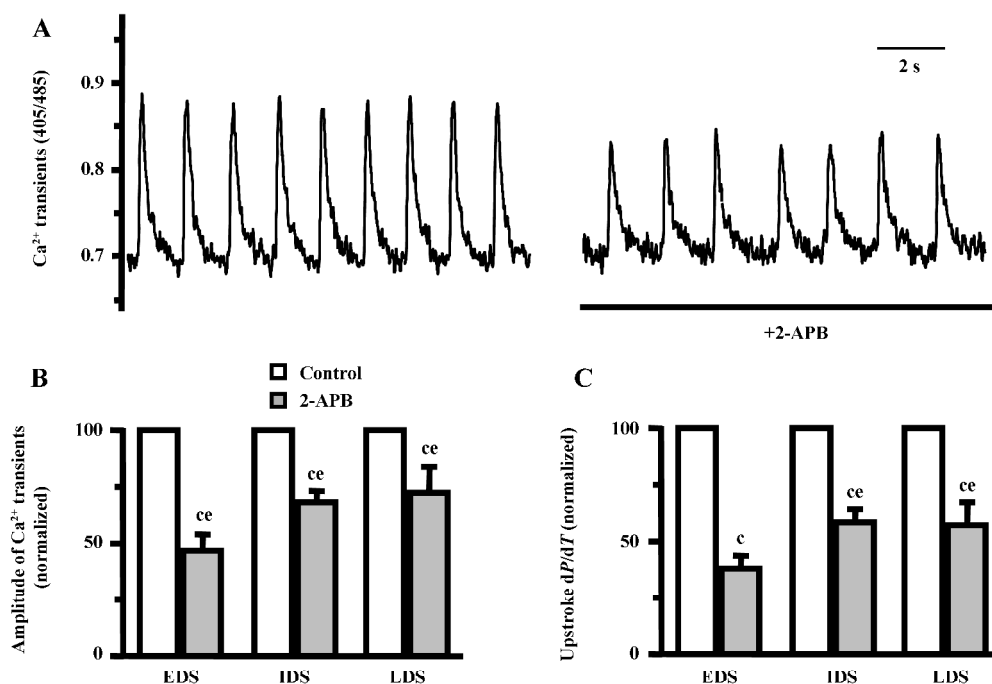 A
Ca²⁺ transients (405/485)
0.9
0.8
0.7
2 s
+2-APB
B
Control
2-APB
Amplitude of Ca²⁺ transients
(normalized)
100
50
0
ce
ce
ce
EDS
IDS
LDS
C
Upstroke dP/dT (normalized)
100
50
0
c
ce
ce
EDS
IDS
LDS